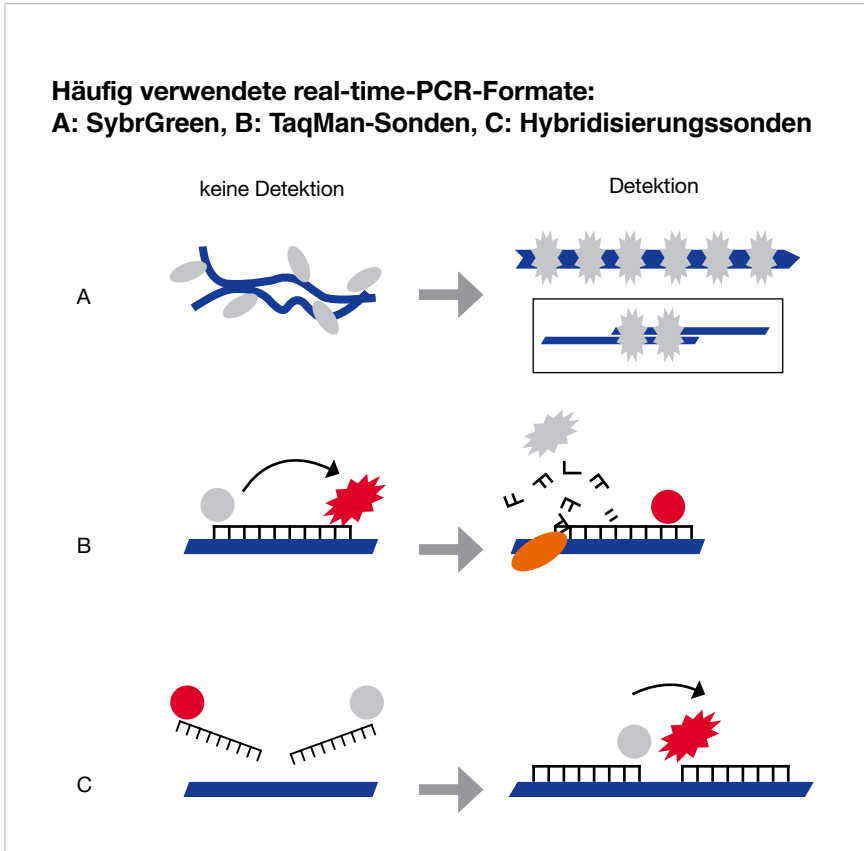 Häufig verwendete real-time-PCR-Formate:
A: SybrGreen, B: TaqMan-Sonden, C: Hybridisierungssonden
keine Detektion
Detektion
A
B
C